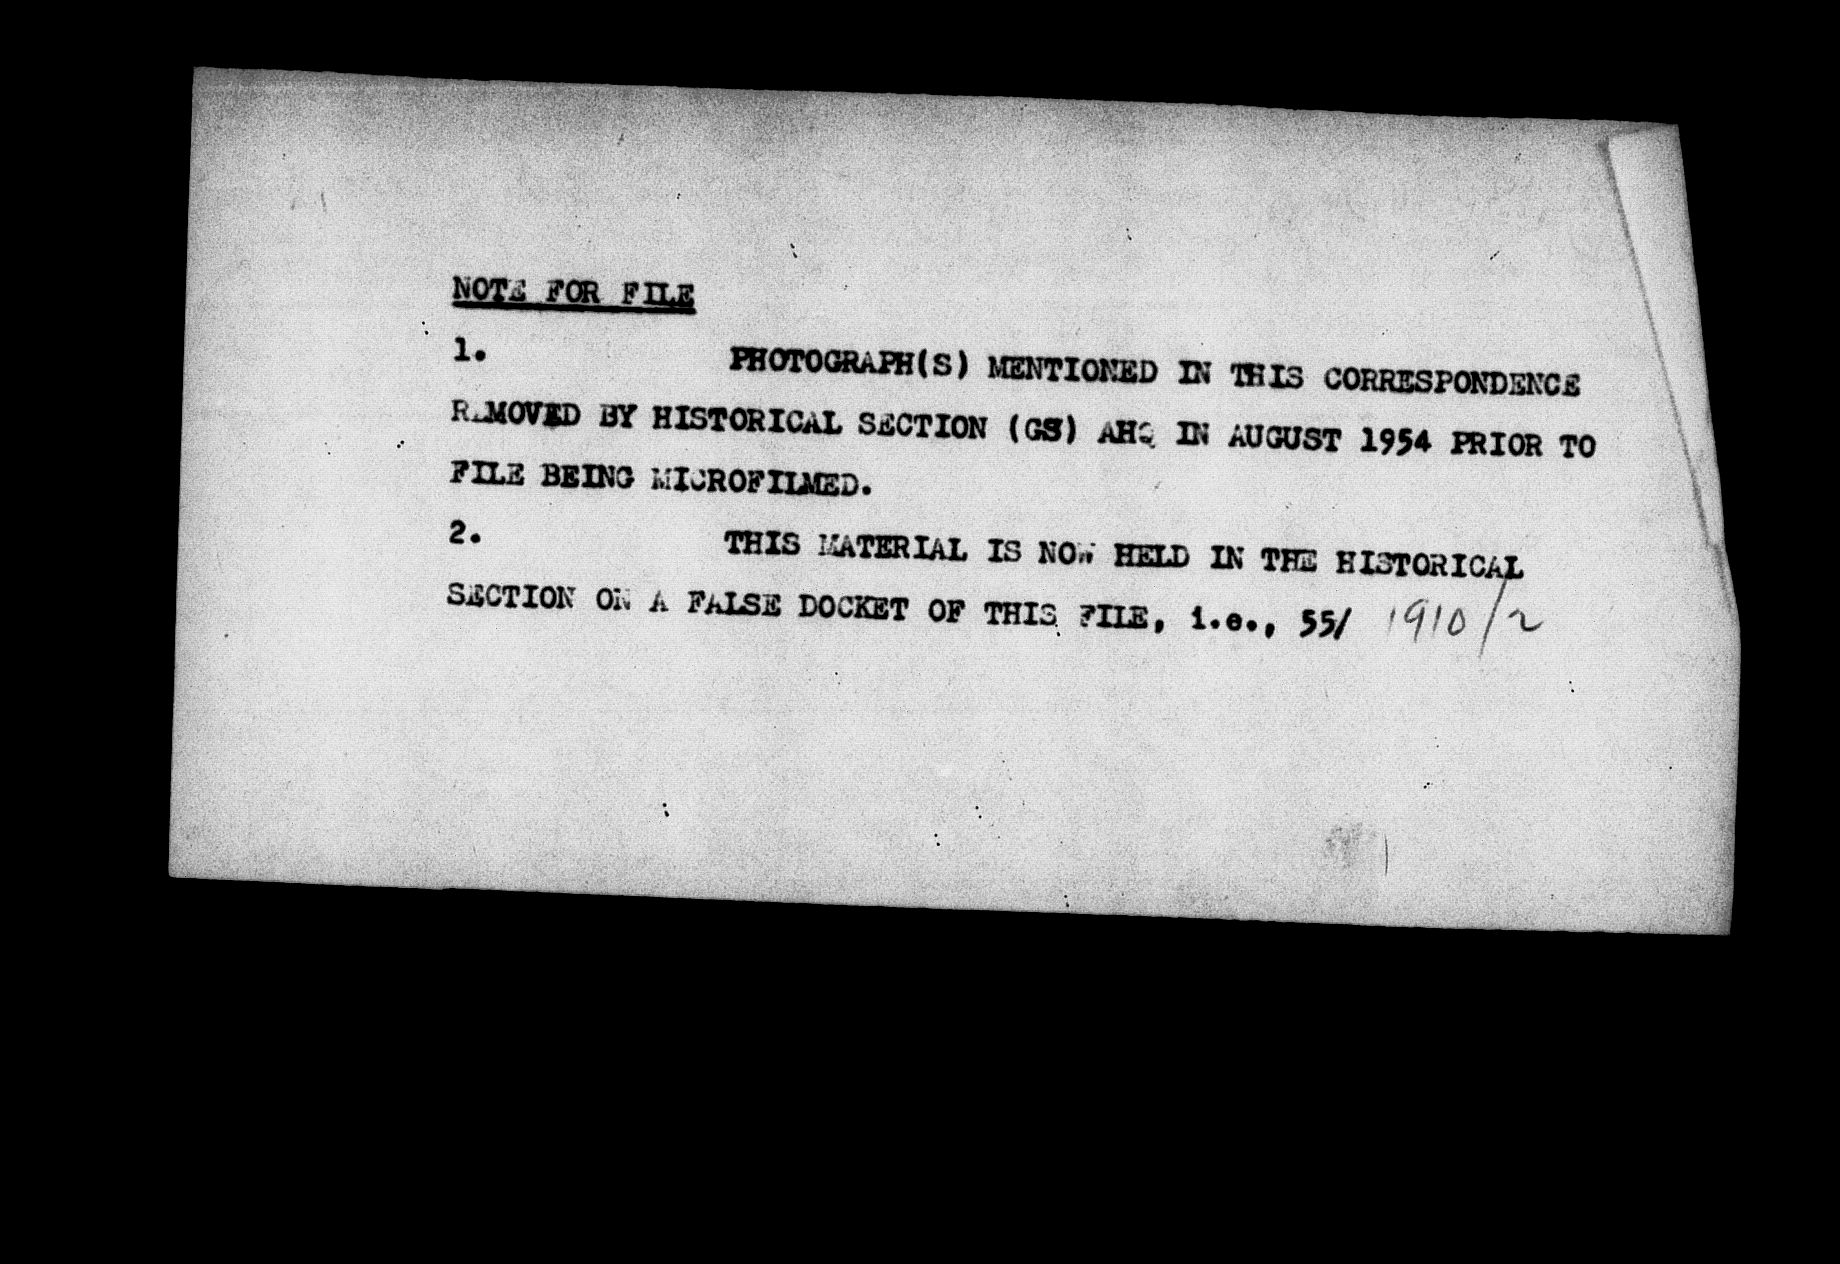 NOTE FOR FILE
1. PHOTOGRAPH(S) MENTIONED IN THIS CORRESPONDENCE
REMOVED BY HISTORICAL SECTION (GS) AHQ IN AUGUST 1954 PRIOR TO
FILE BEING MICROFILMED.
2. THIS MATERIAL IS NOW HELD IN THE HISTORICAL
SECTION ON A FALSE DOCKET OF THIS FILE, i.e., 55/ 1910/2